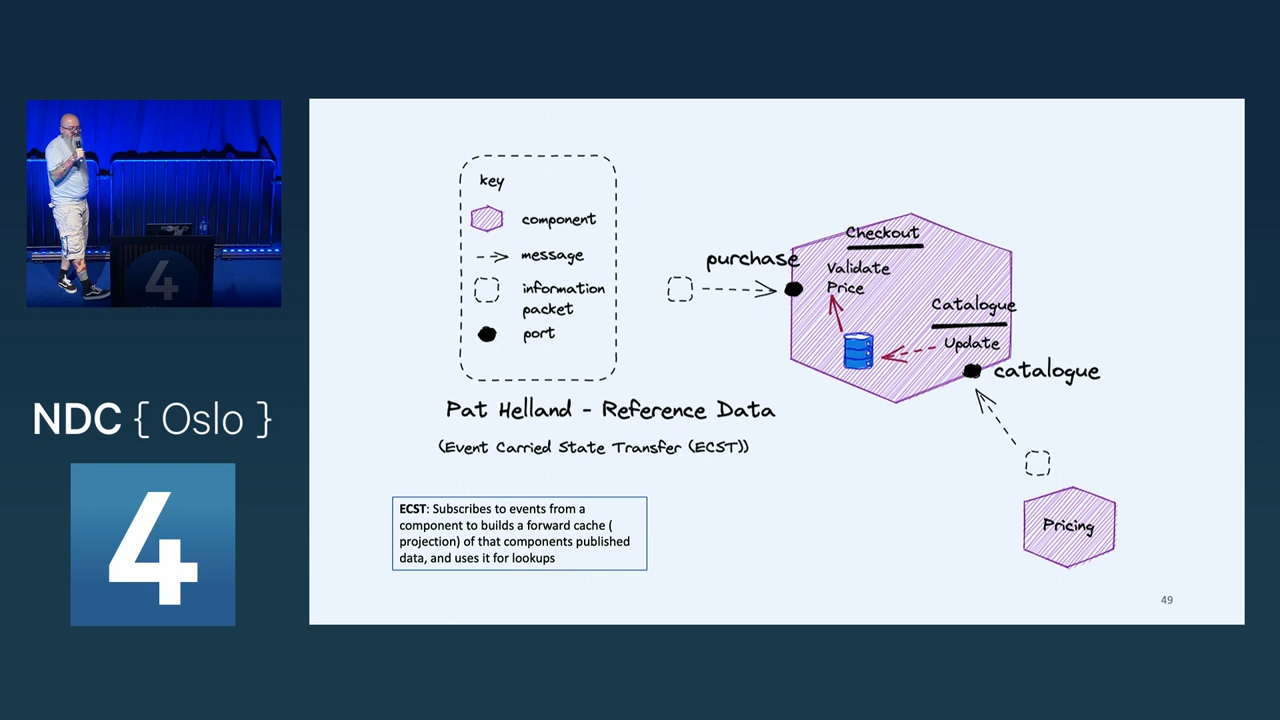 key
component
message
information
packet
port
purchase
Checkout
Validate
Price
Catalogue
Update
catalogue
Pricing
Pat Helland - Reference Data
(Event Carried State Transfer (ECST))
ECST: Subscribes to events from a
component to builds a forward cache (
projection) of that components published
data, and uses it for lookups
49
4
NDC { Oslo }
4